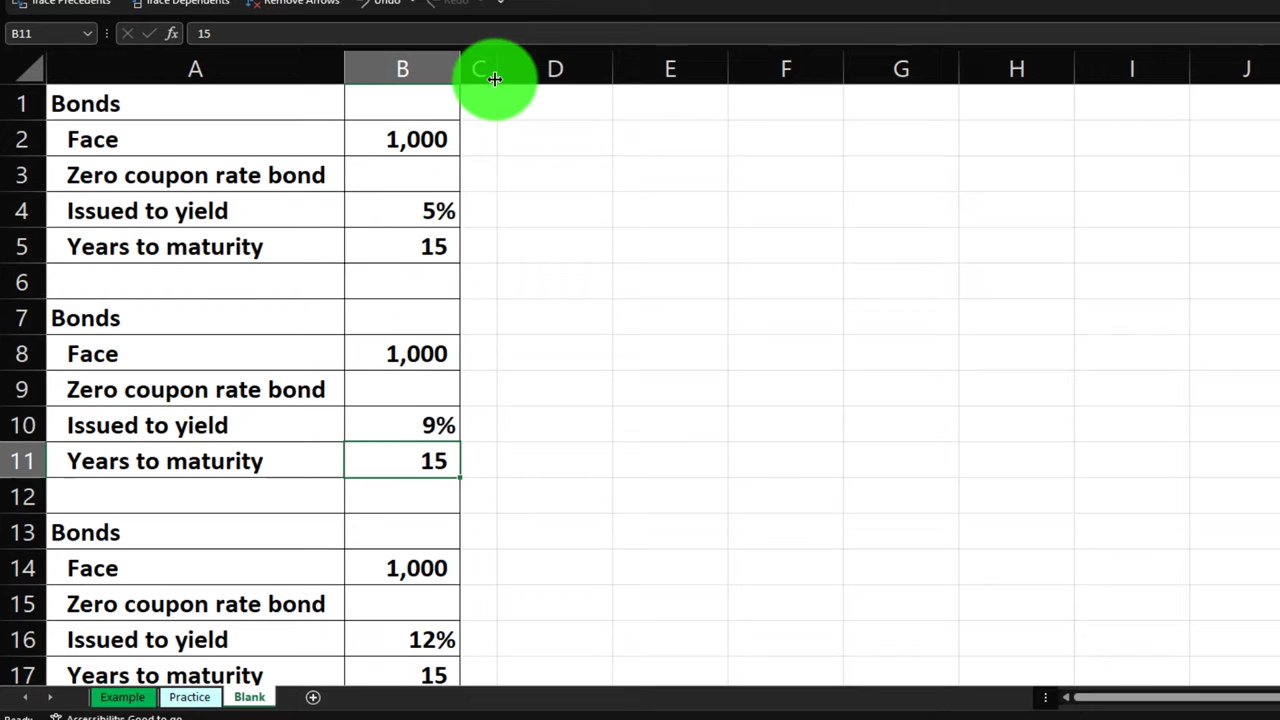 Trace Precedents Trace Dependents Remove Arrows Undo Redo
B11 fx 15
A B C D E F G H I J
1 Bonds
2 Face 1,000
3 Zero coupon rate bond
4 Issued to yield 5%
5 Years to maturity 15
6
7 Bonds
8 Face 1,000
9 Zero coupon rate bond
10 Issued to yield 9%
11 Years to maturity 15
12
13 Bonds
14 Face 1,000
15 Zero coupon rate bond
16 Issued to yield 12%
17 Years to maturity 15
Example Practice Blank
Ready Accessibility: Good to go